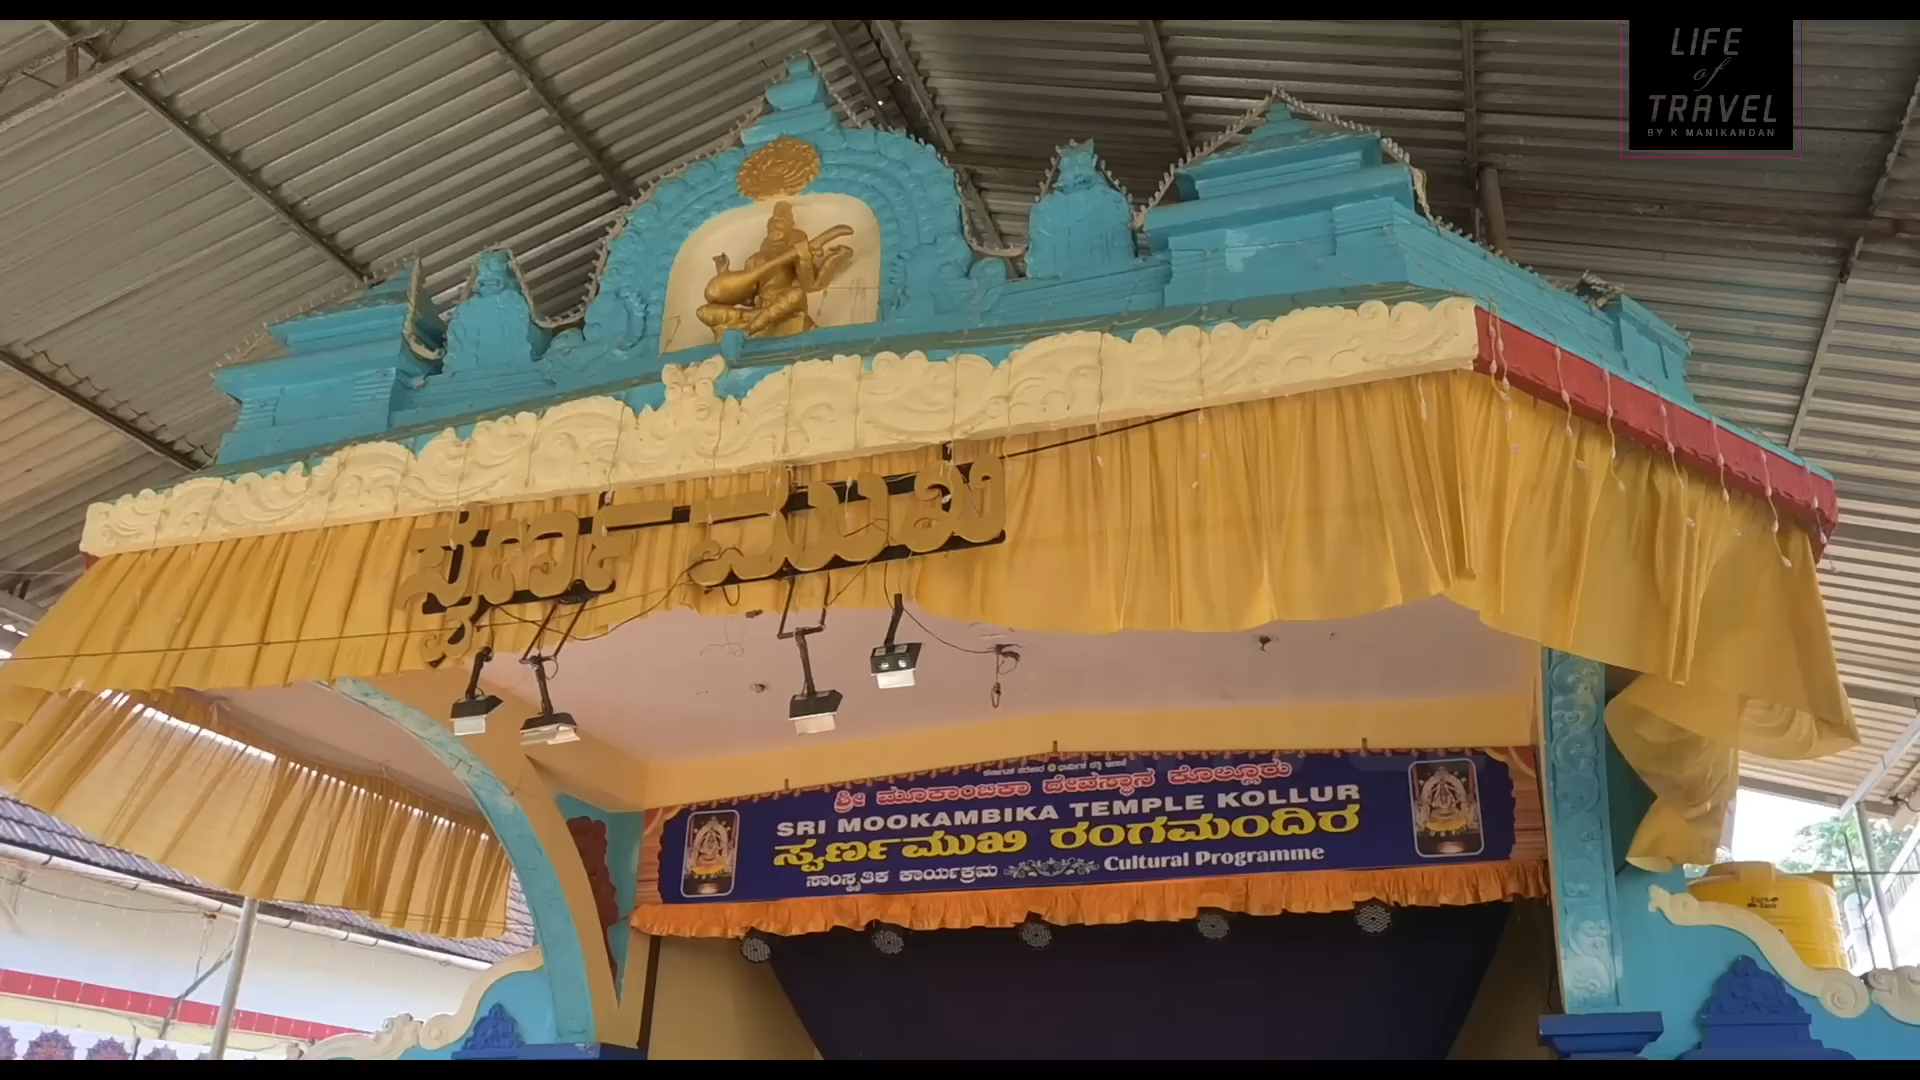 LIFE
of
TRAVEL
BY K MANIKANDAN
ಸ್ವರ್ಣ ಮುಖಿ
ಶ್ರೀ ಮೂಕಾಂಬಿಕಾ ದೇವಸ್ಥಾನ ಕೊಲ್ಲೂರು
SRI MOOKAMBIKA TEMPLE KOLLUR
ಸ್ವರ್ಣಮುಖಿ ರಂಗಮಂದಿರ
ಸಾಂಸ್ಕೃತಿಕ ಕಾರ್ಯಕ್ರಮ Cultural Programme